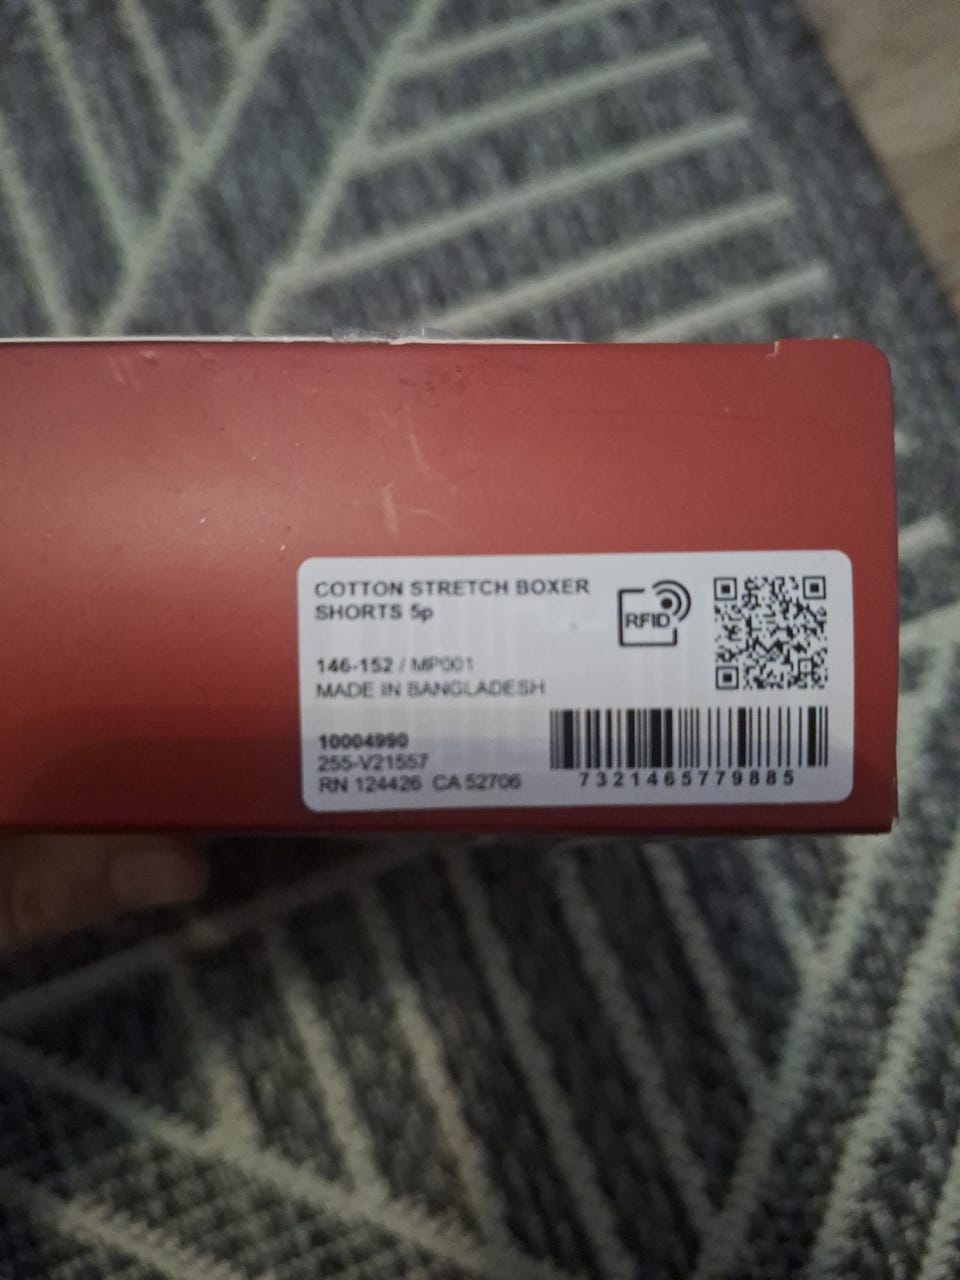 COTTON STRETCH BOXER
SHORTS 5p
RFID
146-152 / MP001
MADE IN BANGLADESH
10004990
255-V21557
RN 124426 CA 52706
7321465779885